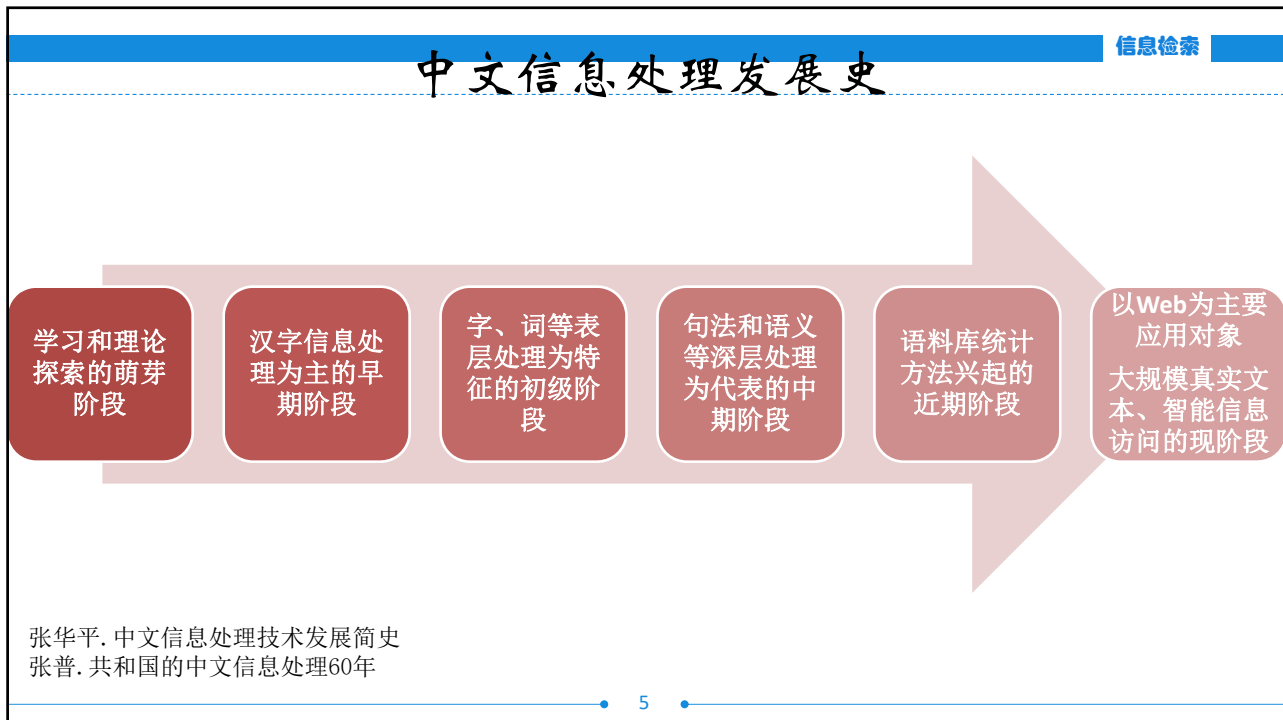 信息检索
中文信息处理发展史
学习和理论
探索的萌芽
阶段
汉字信息处
理为主的早
期阶段
字、词等表
层处理为特
征的初级阶
段
句法和语义
等深层处理
为代表的中
期阶段
语料库统计
方法兴起的
近期阶段
以Web为主要
应用对象
大规模真实文
本、智能信息
访问的现阶段
张华平.中文信息处理技术发展简史
张普.共和国的中文信息处理60年
5